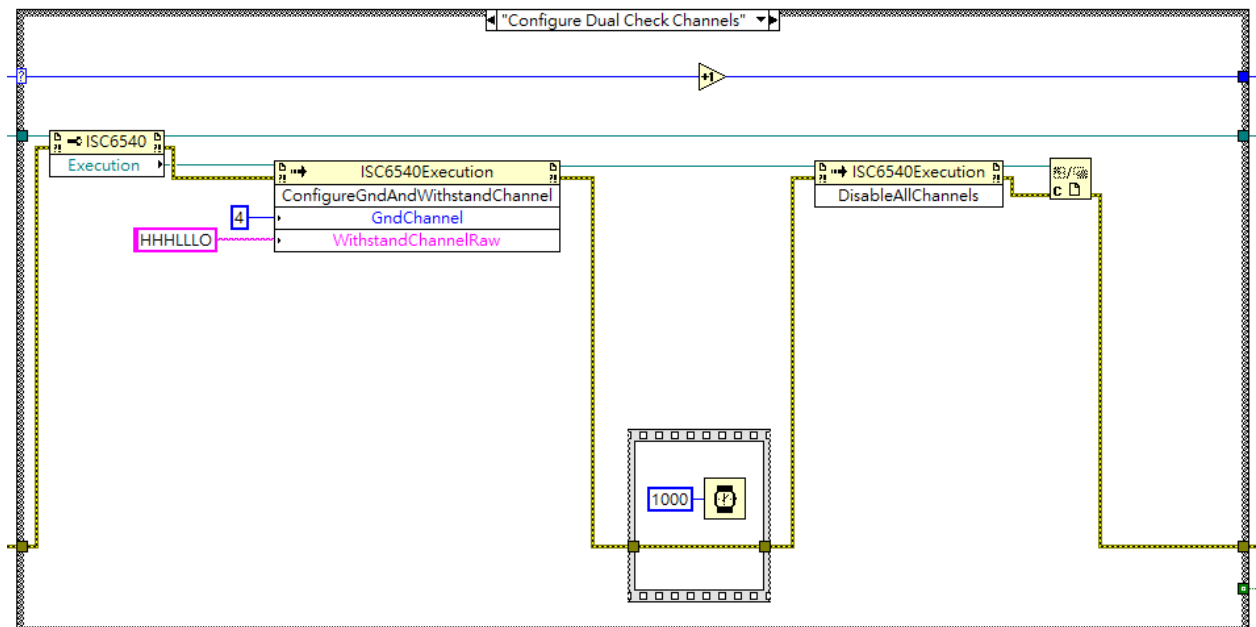 "Configure Dual Check Channels"
?
+1
ISC6540
Execution
ISC6540Execution
ConfigureGndAndWithstandChannel
4
GndChannel
HHHLLLO
WithstandChannelRaw
ISC6540Execution
DisableAllChannels
C
1000